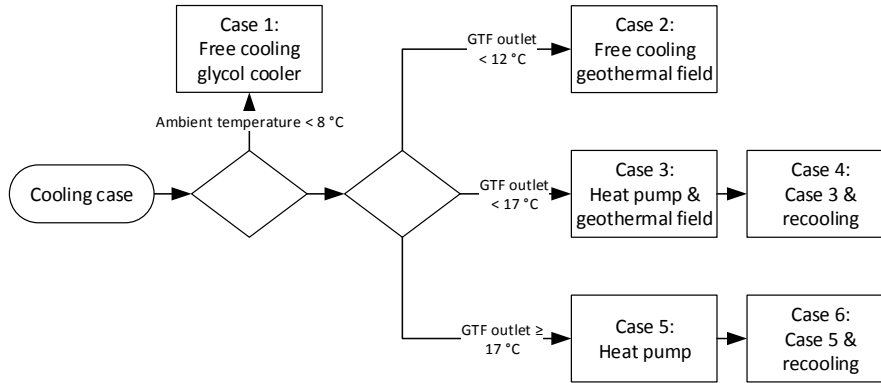 Case 1:
Free cooling
glycol cooler
GTF outlet
< 12 °C
Case 2:
Free cooling
geothermal field
Ambient temperature < 8 °C
Cooling case
GTF outlet
< 17 °C
Case 3:
Heat pump &
geothermal field
Case 4:
Case 3 &
recooling
GTF outlet ≥
17 °C
Case 5:
Heat pump
Case 6:
Case 5 &
recooling